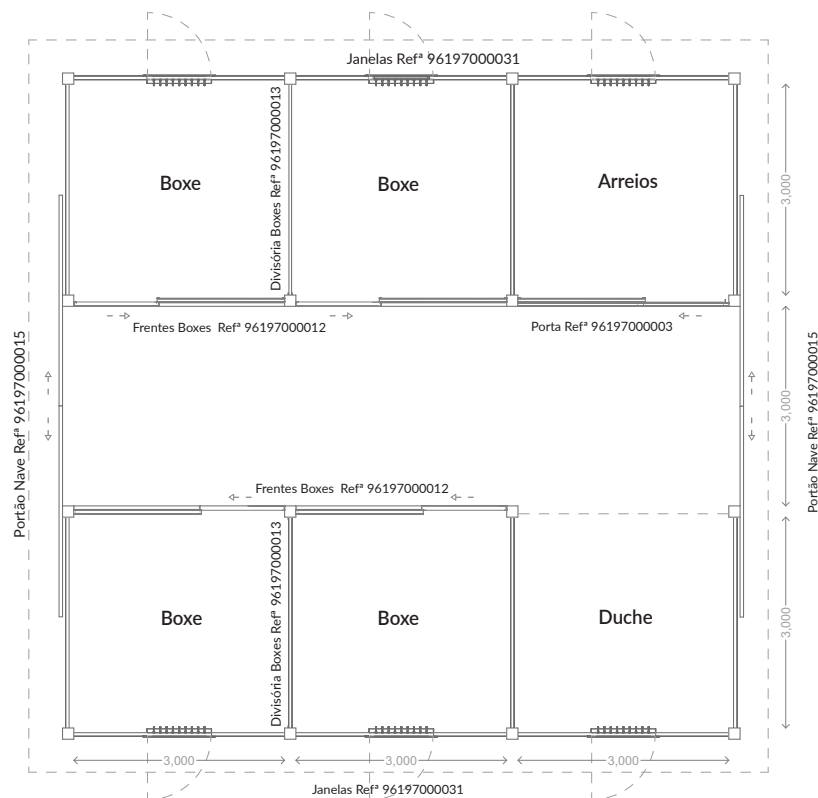 Janelas Refª 96197000031
Divisória Boxes Refª 96197000013
Boxe
Boxe
Arreios
3,000
Frentes Boxes Refª 96197000012
Porta Refª 96197000003
Portão Nave Refª 96197000015
3,000
Portão Nave Refª 96197000015
Frentes Boxes Refª 96197000012
Divisória Boxes Refª 96197000013
Boxe
Boxe
Duche
3,000
3,000
3,000
3,000
Janelas Refª 96197000031